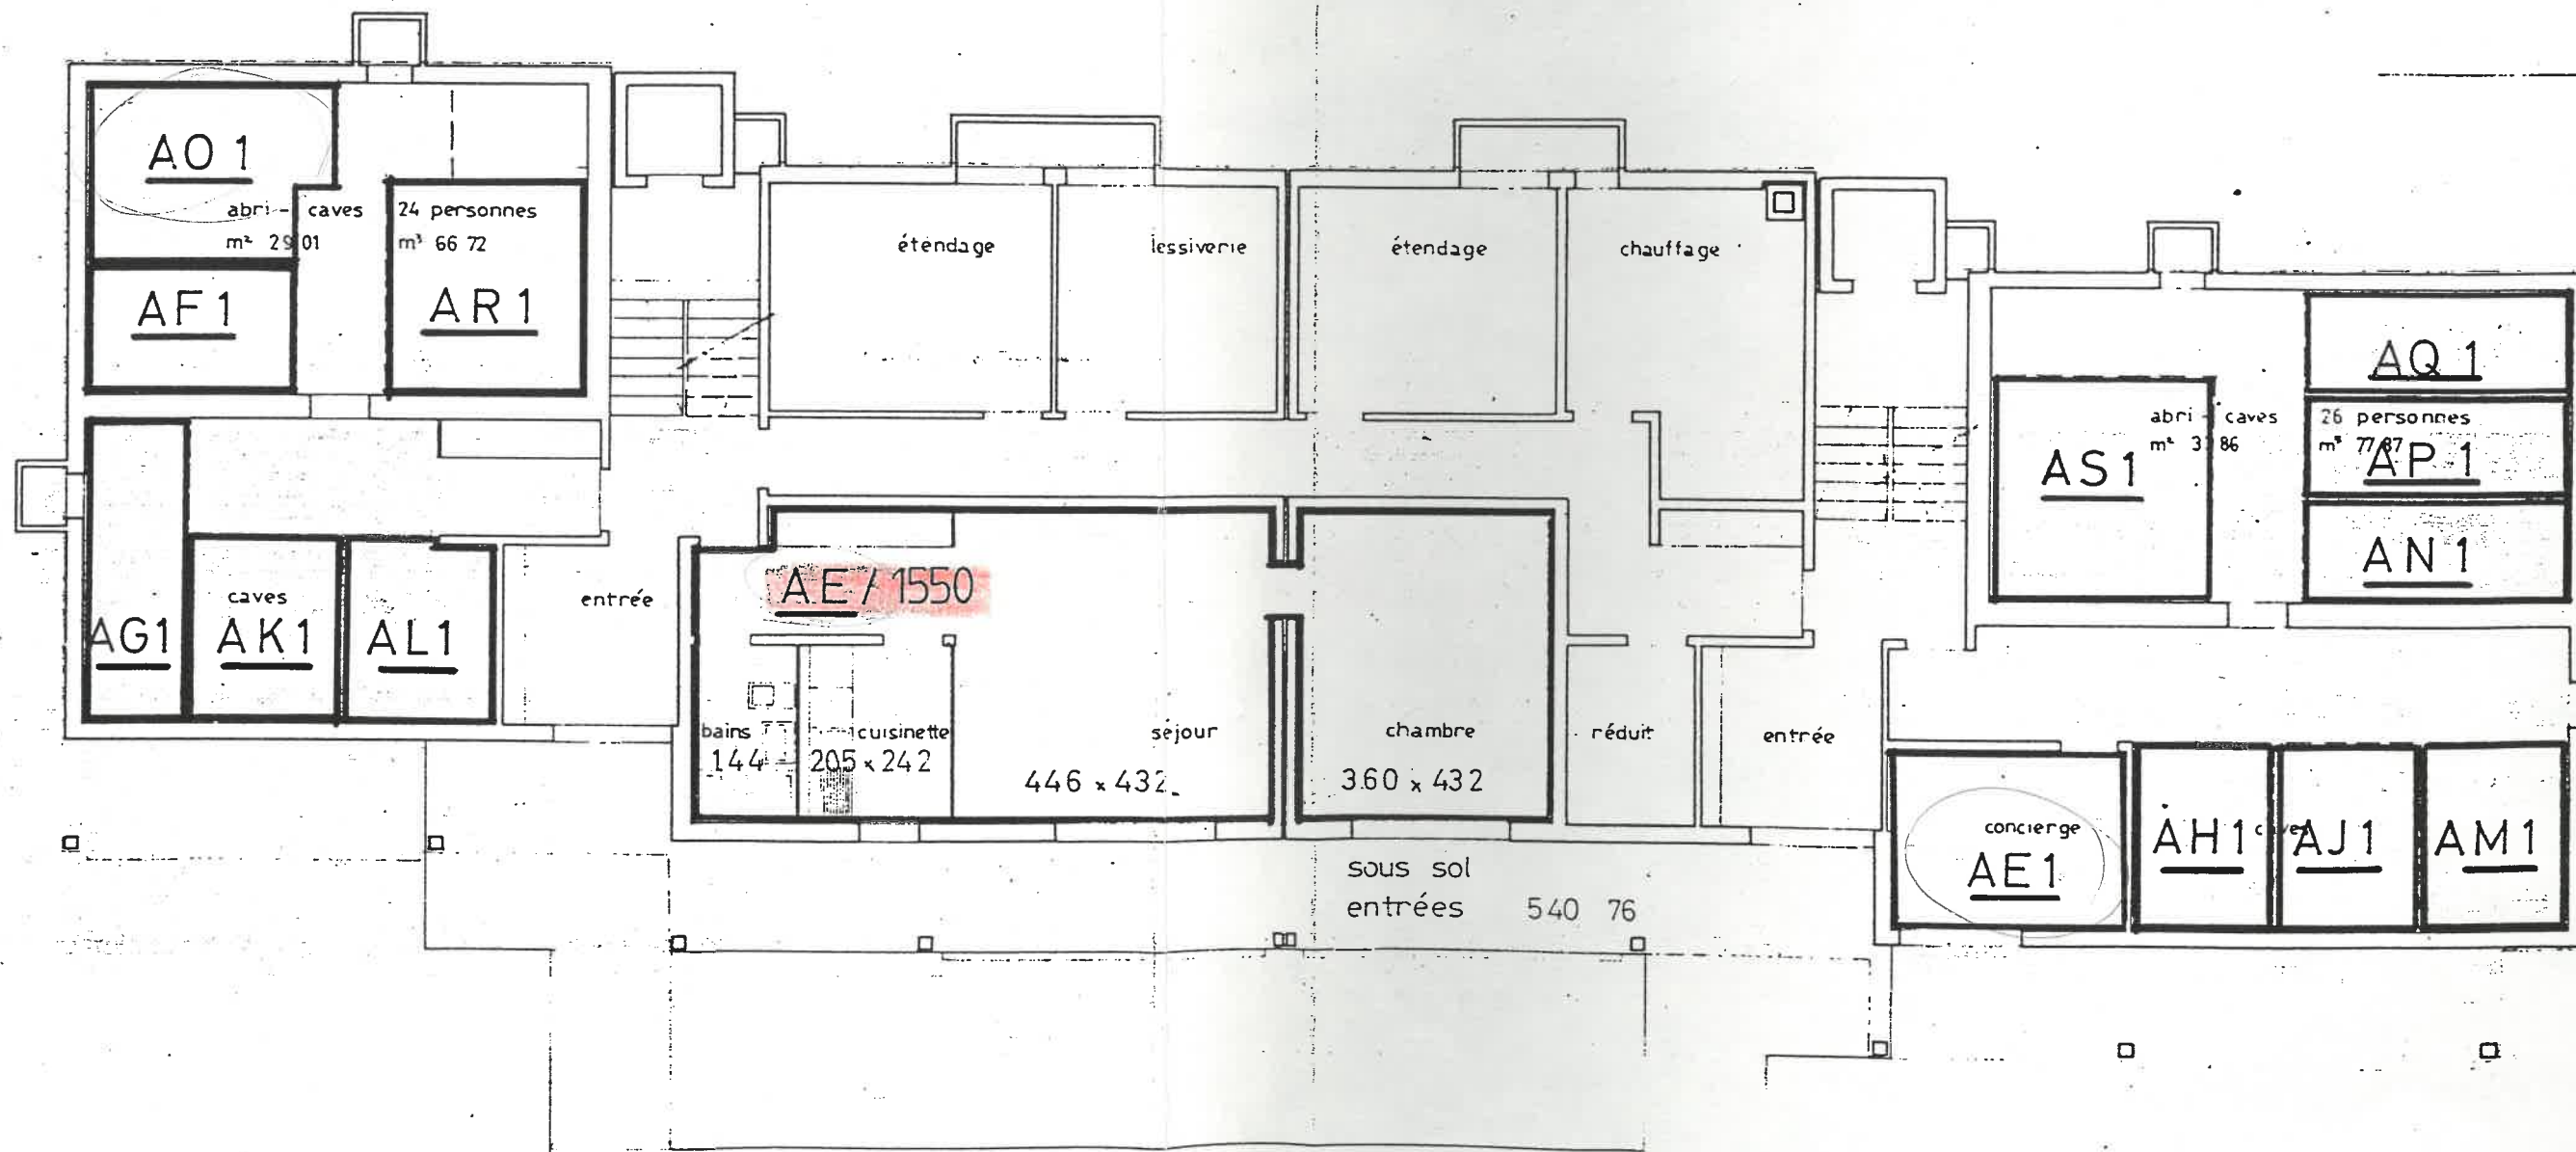 AO 1
abri - caves
m² 29 01
24 personnes
m³ 66 72
AF 1
AR 1
étendage
lessiverie
étendage
chauffage
AQ 1
abri - caves
26 personnes
m³ 77 87
AP 1
AS 1
AN 1
AG1
caves
AK1
AL1
entrée
AE / 1550
bains
144
cuisinette
205 x 242
séjour
446 x 432
chambre
3.60 x 432
réduit
entrée
concierge
AE1
AH1
AJ1
AM1
sous sol
entrées
540 76